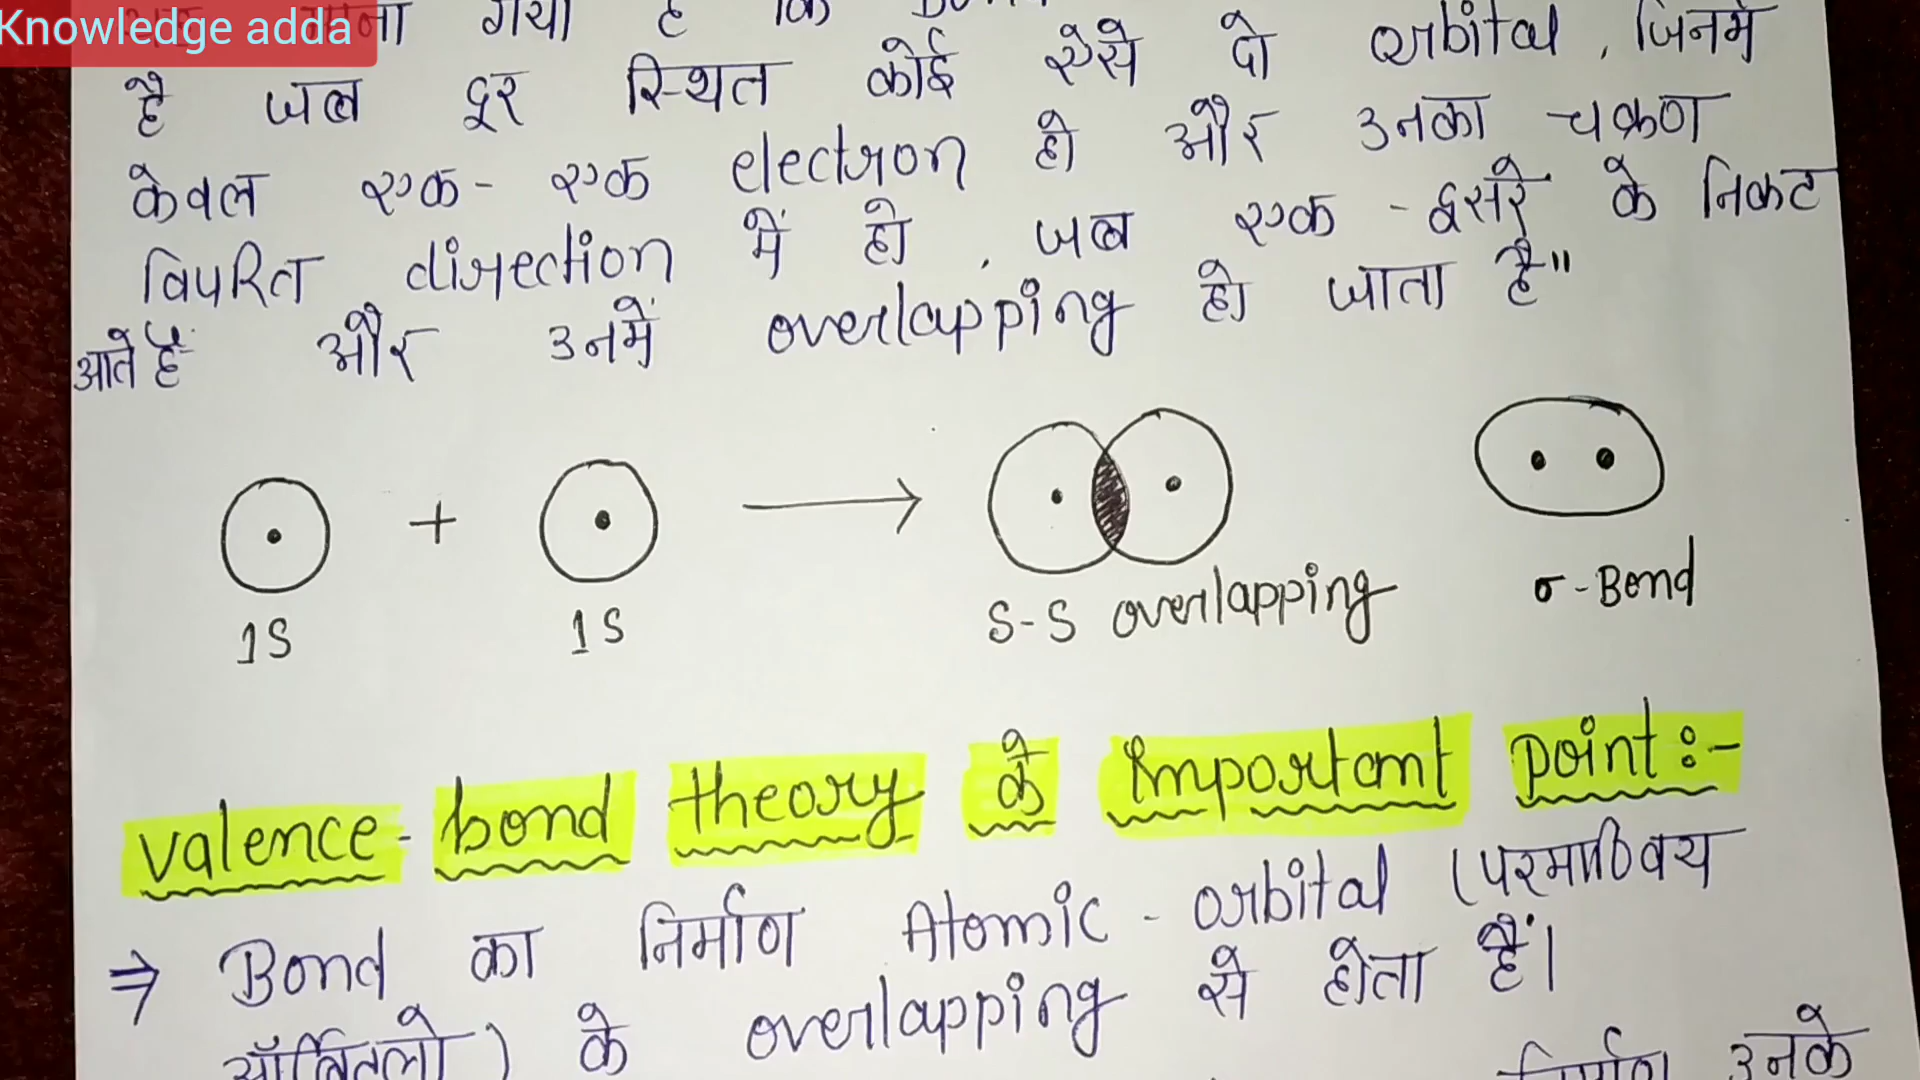 Knowledge adda
गया है कि
है जब दूर स्थित कोई ऐसे दो orbital, जिनमें
केवल एक-एक electron हो और उनका चक्रण
विपरित direction में हो, जब एक-दूसरे के निकट
आते हैं और उनमें overlapping हो जाता है"
1S + 1S → S-S overlapping σ-Bond
Valence-bond theory के Important point:-
⇒ Bond का निर्माण Atomic-orbital (परमाण्विय
ऑर्बितलो) के overlapping से होता हैं।
निर्माण उनके